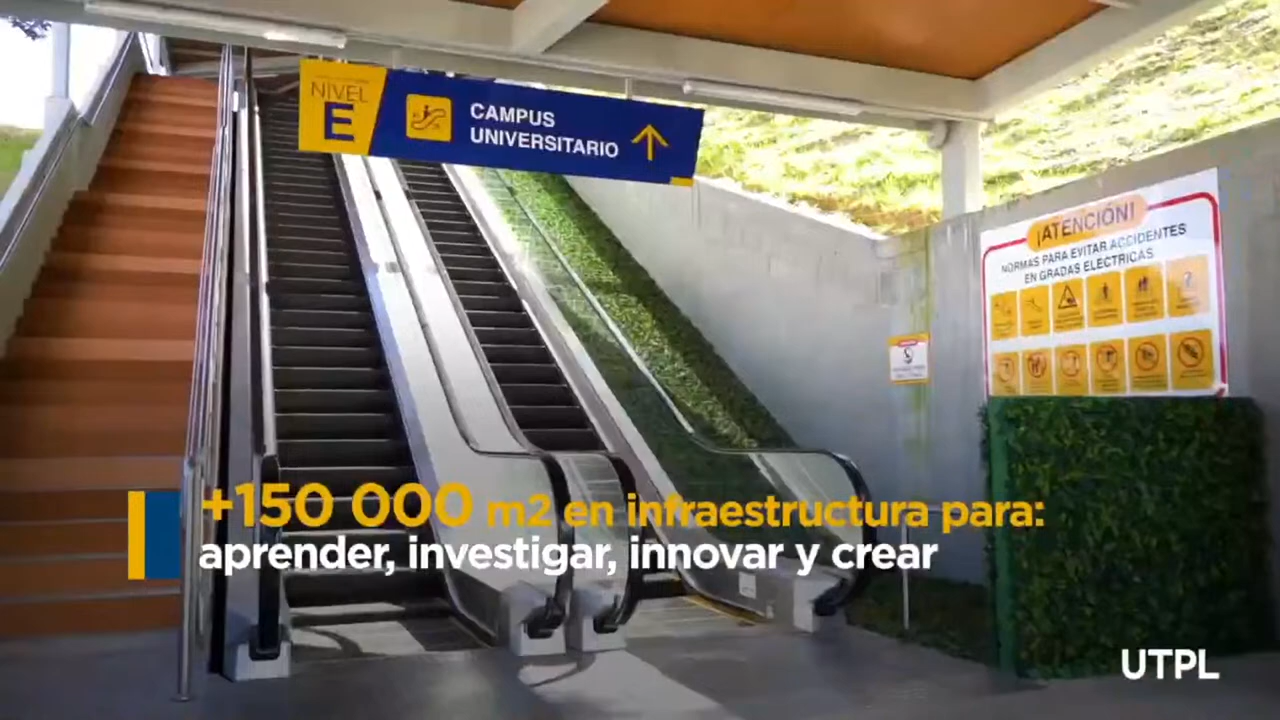 NIVEL
E
CAMPUS
UNIVERSITARIO
¡ATENCIÓN!
NORMAS PARA EVITAR ACCIDENTES
EN GRADAS ELÉCTRICAS
+150 000 m2 en infraestructura para:
aprender, investigar, innovar y crear
UTPL